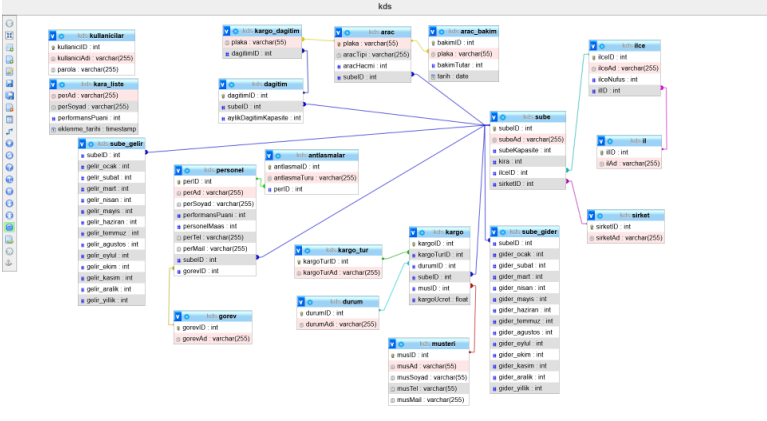 kds
kds kullanicilar
kullaniciID : int
kullaniciAdi : varchar(255)
parola : varchar(55)
kds kara_liste
perAd : varchar(255)
perSoyad : varchar(255)
performansPuani : int
eklenme_tarihi : timestamp
kds sube_gelir
subeID : int
gelir_ocak : int
gelir_subat : int
gelir_mart : int
gelir_nisan : int
gelir_mayis : int
gelir_haziran : int
gelir_temmuz : int
gelir_agustos : int
gelir_eylul : int
gelir_ekim : int
gelir_kasim : int
gelir_aralik : int
gelir_yillik : int
kds kargo_dagitim
plaka : varchar(55)
dagitimID : int
kds dagitim
dagitimID : int
subeID : int
aylikDagitimKapasite : int
kds arac
plaka : varchar(55)
aracTipi : varchar(255)
aracHacmi : int
subeID : int
kds arac_bakim
bakimID : int
plaka : varchar(55)
bakimTutar : int
tarih : date
kds personel
perID : int
perAd : varchar(255)
perSoyad : varchar(255)
performansPuani : int
personelMaas : int
perTel : varchar(255)
perMail : varchar(255)
subeID : int
gorevID : int
kds antlasmalar
antlasmaID : int
antlasmaTuru : varchar(255)
perID : int
kds gorev
gorevID : int
gorevAd : varchar(255)
kds kargo_tur
kargoTurID : int
kargoTurAd : varchar(255)
kds durum
durumID : int
durumAdi : varchar(255)
kds kargo
kargoID : int
kargoTurID : int
durumID : int
subeID : int
musID : int
kargoUcret : float
kds musteri
musID : int
musAd : varchar(55)
musSoyad : varchar(55)
musTel : varchar(55)
musMail : varchar(255)
kds sube
subeID : int
subeAd : varchar(255)
subeKapasite : int
kira : int
ilceID : int
sirketID : int
kds sube_gider
subeID : int
gider_ocak : int
gider_subat : int
gider_mart : int
gider_nisan : int
gider_mayis : int
gider_haziran : int
gider_temmuz : int
gider_agustos : int
gider_eylul : int
gider_ekim : int
gider_kasim : int
gider_aralik : int
gider_yillik : int
kds ilce
ilceID : int
ilceAd : varchar(255)
ilceNufus : int
ilID : int
kds il
ilID : int
ilAd : varchar(255)
kds sirket
sirketID : int
sirketAd : varchar(255)